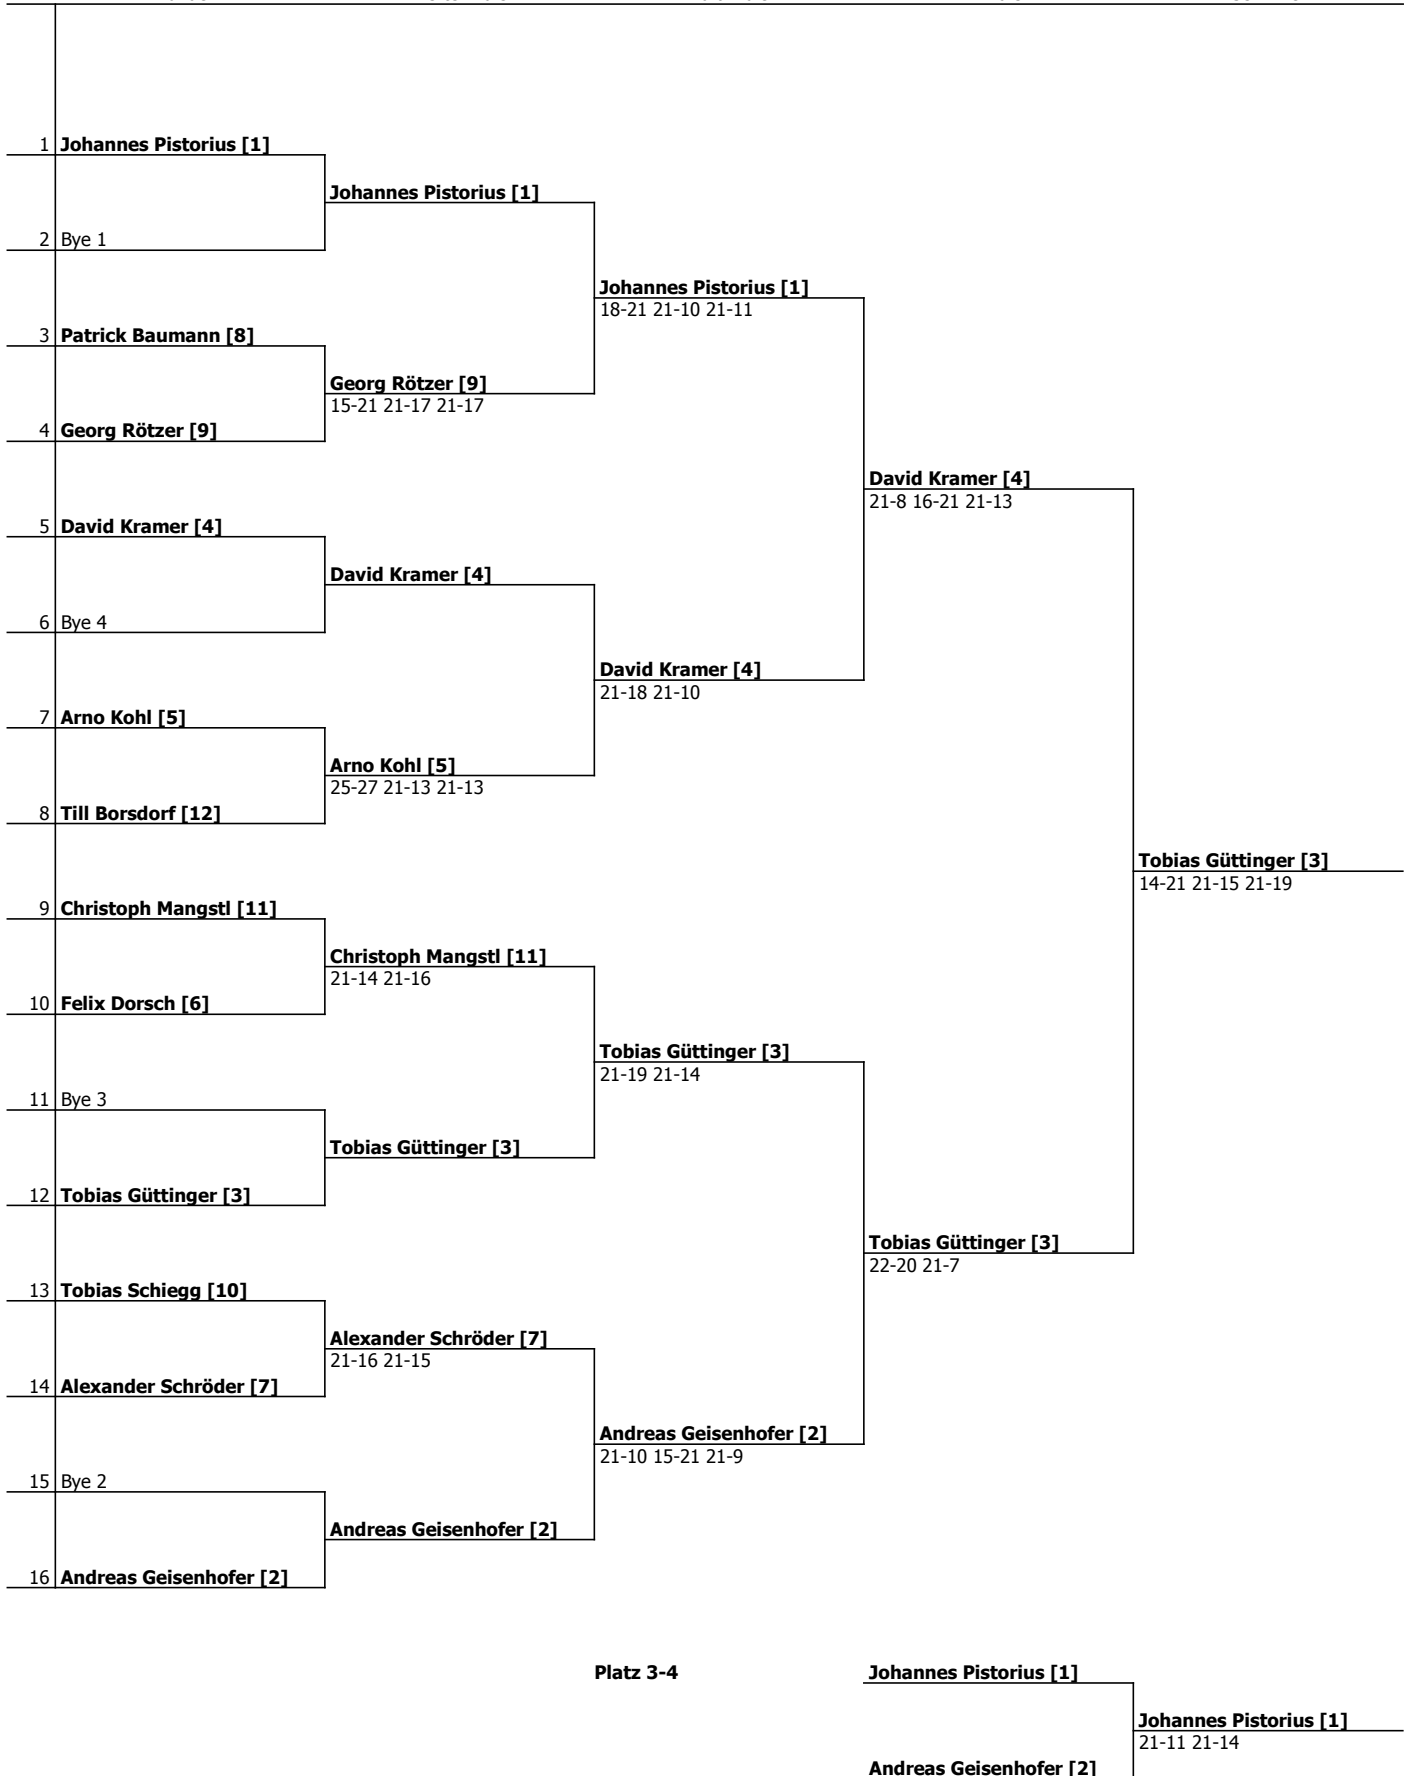 1 Johannes Pistorius [1]
Johannes Pistorius [1]
2 Bye 1
Johannes Pistorius [1]
18-21 21-10 21-11
3 Patrick Baumann [8]
Georg Rötzer [9]
15-21 21-17 21-17
4 Georg Rötzer [9]
David Kramer [4]
21-8 16-21 21-13
5 David Kramer [4]
David Kramer [4]
6 Bye 4
David Kramer [4]
21-18 21-10
7 Arno Kohl [5]
Arno Kohl [5]
25-27 21-13 21-13
8 Till Borsdorf [12]
Tobias Güttinger [3]
14-21 21-15 21-19
9 Christoph Mangstl [11]
Christoph Mangstl [11]
21-14 21-16
10 Felix Dorsch [6]
Tobias Güttinger [3]
21-19 21-14
11 Bye 3
Tobias Güttinger [3]
12 Tobias Güttinger [3]
Tobias Güttinger [3]
22-20 21-7
13 Tobias Schiegg [10]
Alexander Schröder [7]
21-16 21-15
14 Alexander Schröder [7]
Andreas Geisenhofer [2]
21-10 15-21 21-9
15 Bye 2
Andreas Geisenhofer [2]
16 Andreas Geisenhofer [2]
Platz 3-4
Johannes Pistorius [1]
Johannes Pistorius [1]
21-11 21-14
Andreas Geisenhofer [2]